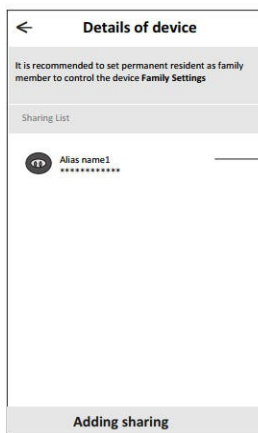 Details of device
It is recommended to set permanent resident as family
member to control the device Family Settings
Sharing List
Alias name1
************
Adding sharing